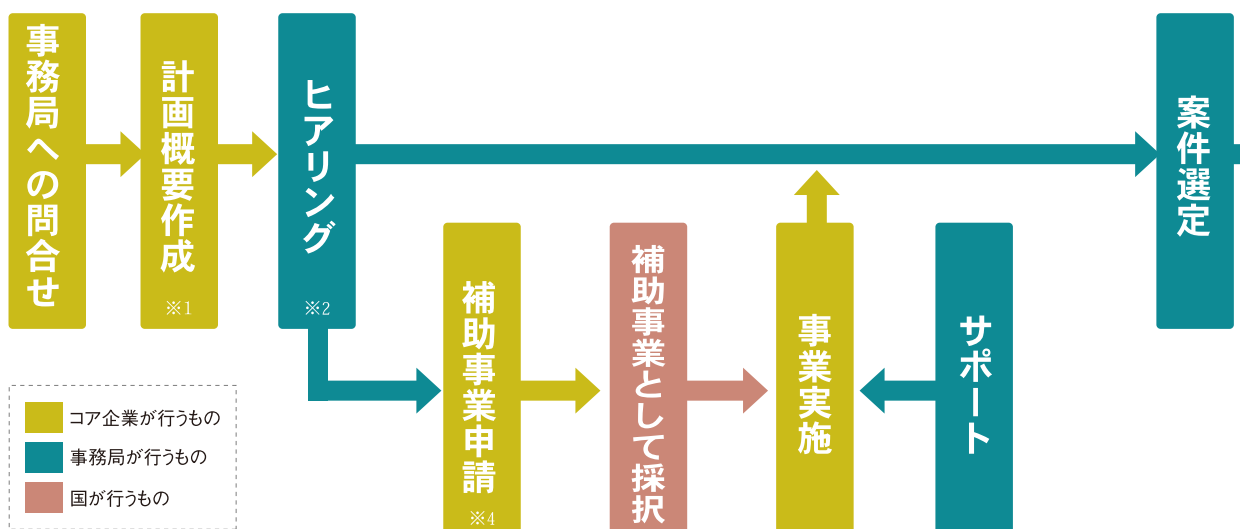 事務局への問合せ
計画概要作成
※1
ヒアリング
※2
案件選定
補助事業申請
※4
補助事業として採択
事業実施
サポート
コア企業が行うもの
事務局が行うもの
国が行うもの